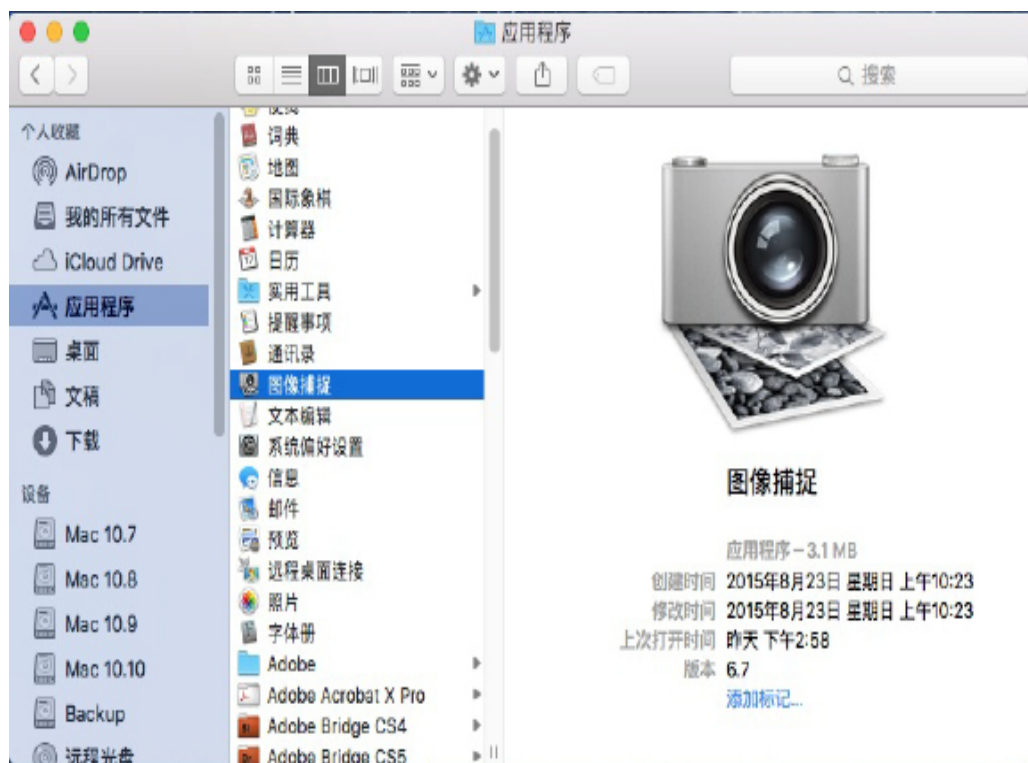 应用程序
搜索
个人收藏
AirDrop
我的所有文件
iCloud Drive
应用程序
桌面
文稿
下载
设备
Mac 10.7
Mac 10.8
Mac 10.9
Mac 10.10
Backup
远程光盘
便笺
词典
地图
国际象棋
计算器
17
日历
实用工具
提醒事项
通讯录
图像捕捉
文本编辑
系统偏好设置
信息
邮件
预览
远程桌面连接
照片
字体册
Adobe
Adobe Acrobat X Pro
Adobe Bridge CS4
Adobe Bridge CS5
图像捕捉
应用程序 – 3.1 MB
创建时间 2015年8月23日 星期日 上午10:23
修改时间 2015年8月23日 星期日 上午10:23
上次打开时间 昨天 下午2:58
版本 6.7
添加标记...